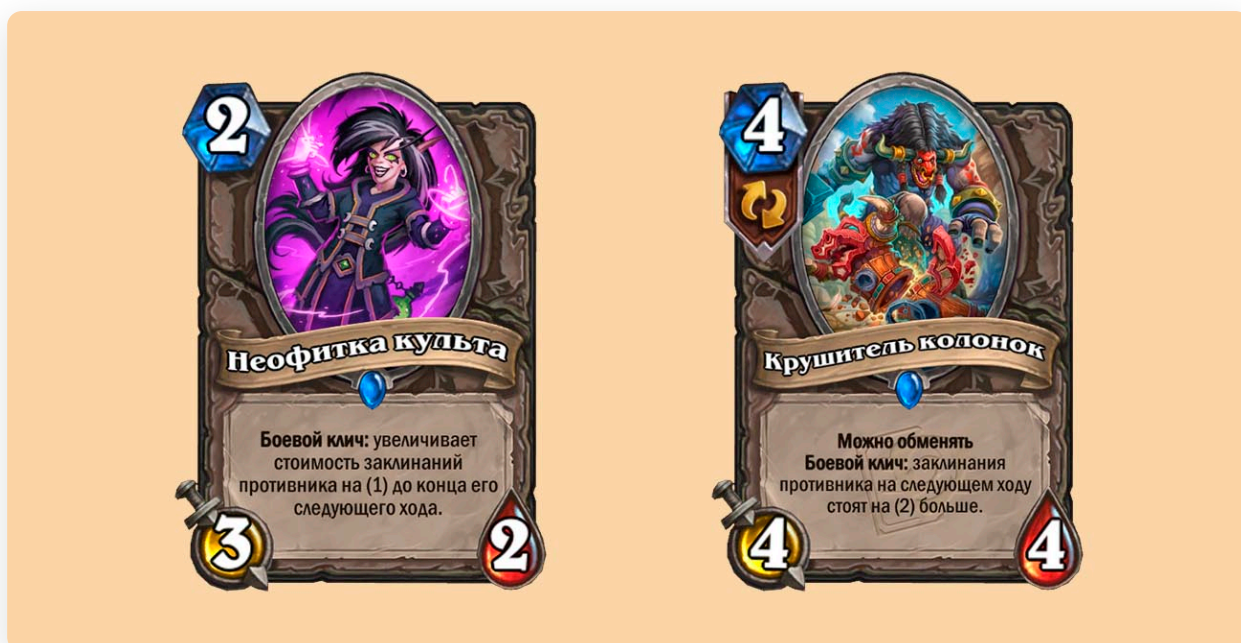 2
Неофитка культа
Боевой клич: увеличивает
стоимость заклинаний
противника на (1) до конца его
следующего хода.
3
2
4
Крушитель колонок
Можно обменять
Боевой клич: заклинания
противника на следующем ходу
стоят на (2) больше.
4
4